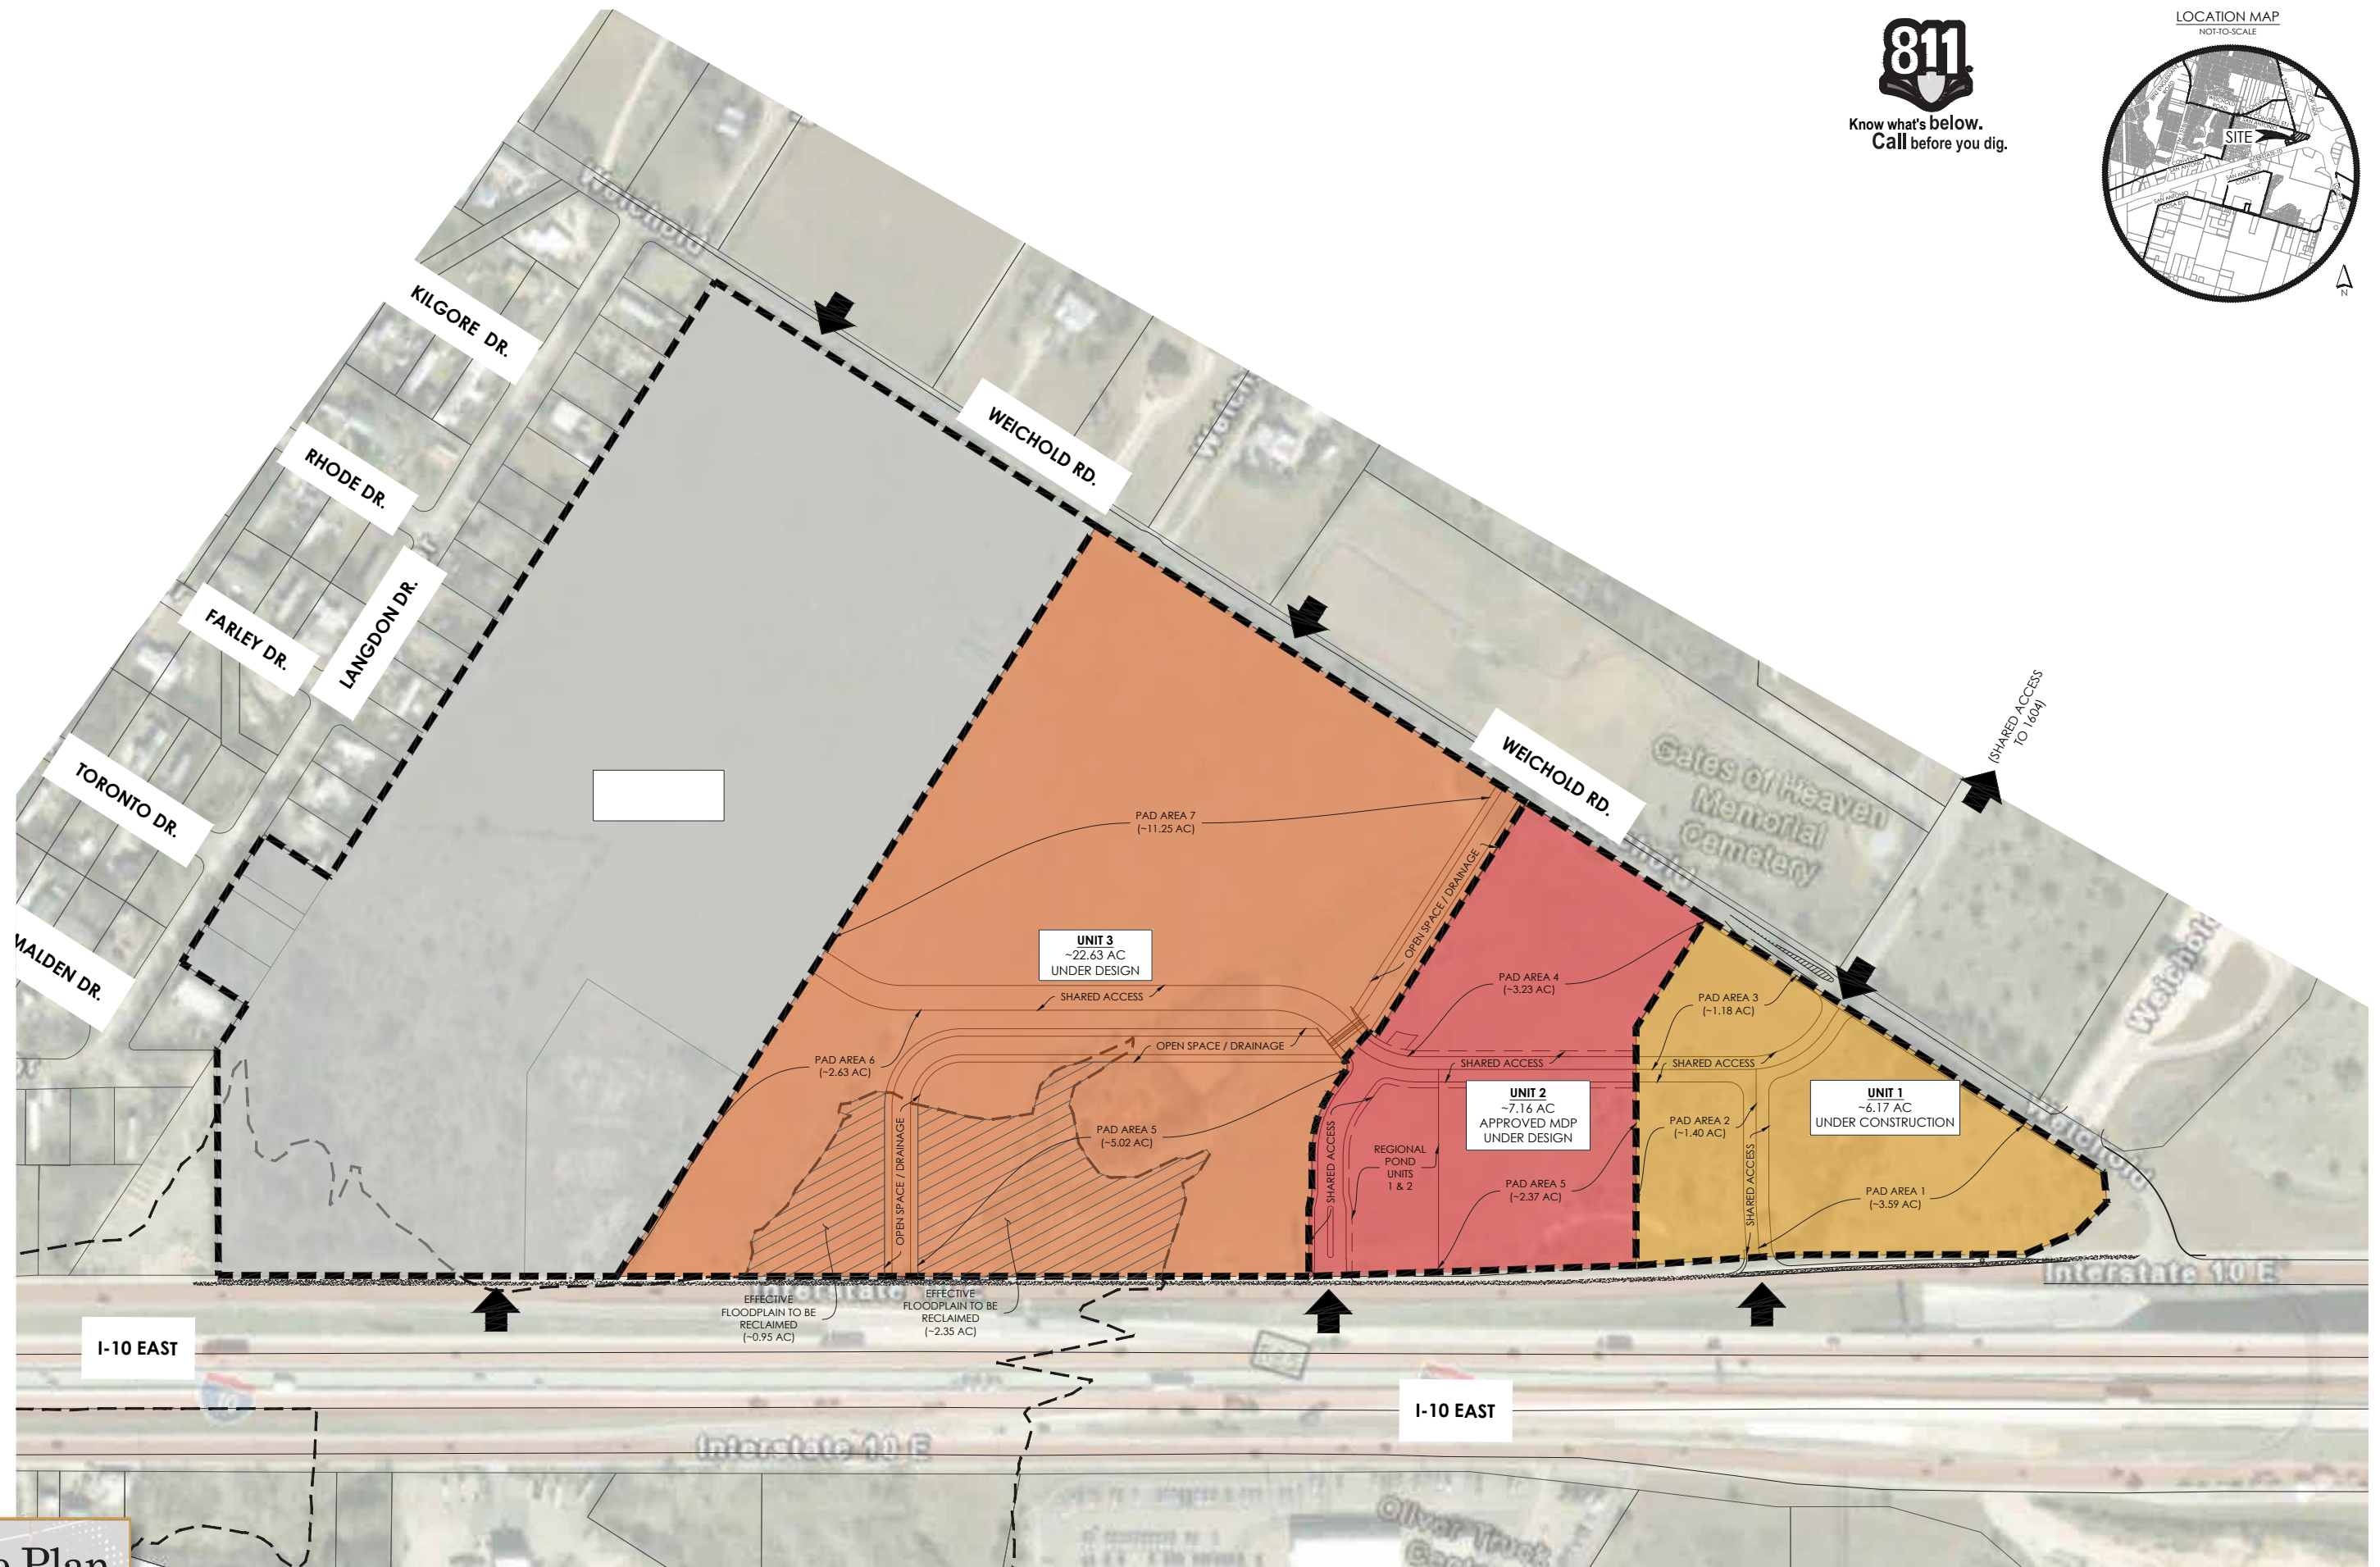 811
Know what's below.
Call before you dig.
LOCATION MAP
NOT-TO-SCALE
SITE
N
Weichold
KILGORE DR.
RHODE DR.
FARLEY DR.
LANGDON DR.
TORONTO DR.
MALDEN DR.
WEICHOLD RD.
WEICHOLD RD.
Gates of Heaven
Memorial
Cemetery
(SHARED ACCESS
TO 1604)
PAD AREA 7
(~11.25 AC)
OPEN SPACE / DRAINAGE
UNIT 3
~22.63 AC
UNDER DESIGN
SHARED ACCESS
PAD AREA 4
(~3.23 AC)
PAD AREA 3
(~1.18 AC)
PAD AREA 6
(~2.63 AC)
OPEN SPACE / DRAINAGE
SHARED ACCESS
SHARED ACCESS
UNIT 2
~7.16 AC
APPROVED MDP
UNDER DESIGN
UNIT 1
~6.17 AC
UNDER CONSTRUCTION
PAD AREA 5
(~5.02 AC)
PAD AREA 2
(~1.40 AC)
OPEN SPACE / DRAINAGE
SHARED ACCESS
REGIONAL
POND
UNITS
1 & 2
PAD AREA 5
(~2.37 AC)
SHARED ACCESS
PAD AREA 1
(~3.59 AC)
Weichold
Interstate 10 E
EFFECTIVE
FLOODPLAIN TO BE
RECLAIMED
(~0.95 AC)
EFFECTIVE
FLOODPLAIN TO BE
RECLAIMED
(~2.35 AC)
I-10 EAST
I-10 EAST
Interstate 10 E
Oliver Truck
Plan